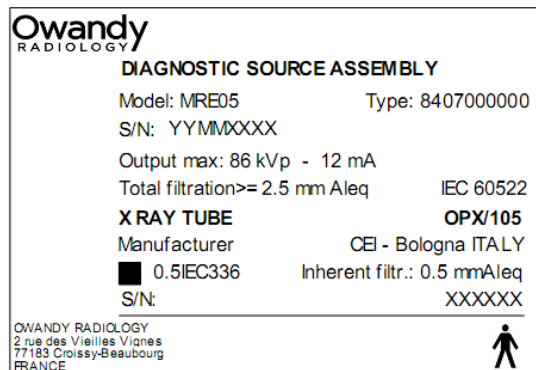 Owandy
RADIOLOGY
DIAGNOSTIC SOURCE ASSEMBLY
Model: MRE05 Type: 8407000000
S/N: YYMMXXXX
Output max: 86 kVp - 12 mA
Total filtration>= 2.5 mm Aleq IEC 60522
X RAY TUBE OPX/105
Manufacturer CEI - Bologna ITALY
0.5IEC336 Inherent filtr.: 0.5 mmAleq
S/N: XXXXXX
OWANDY RADIOLOGY
2 rue des Vieilles Vignes
77183 Croissy-Beaubourg
FRANCE